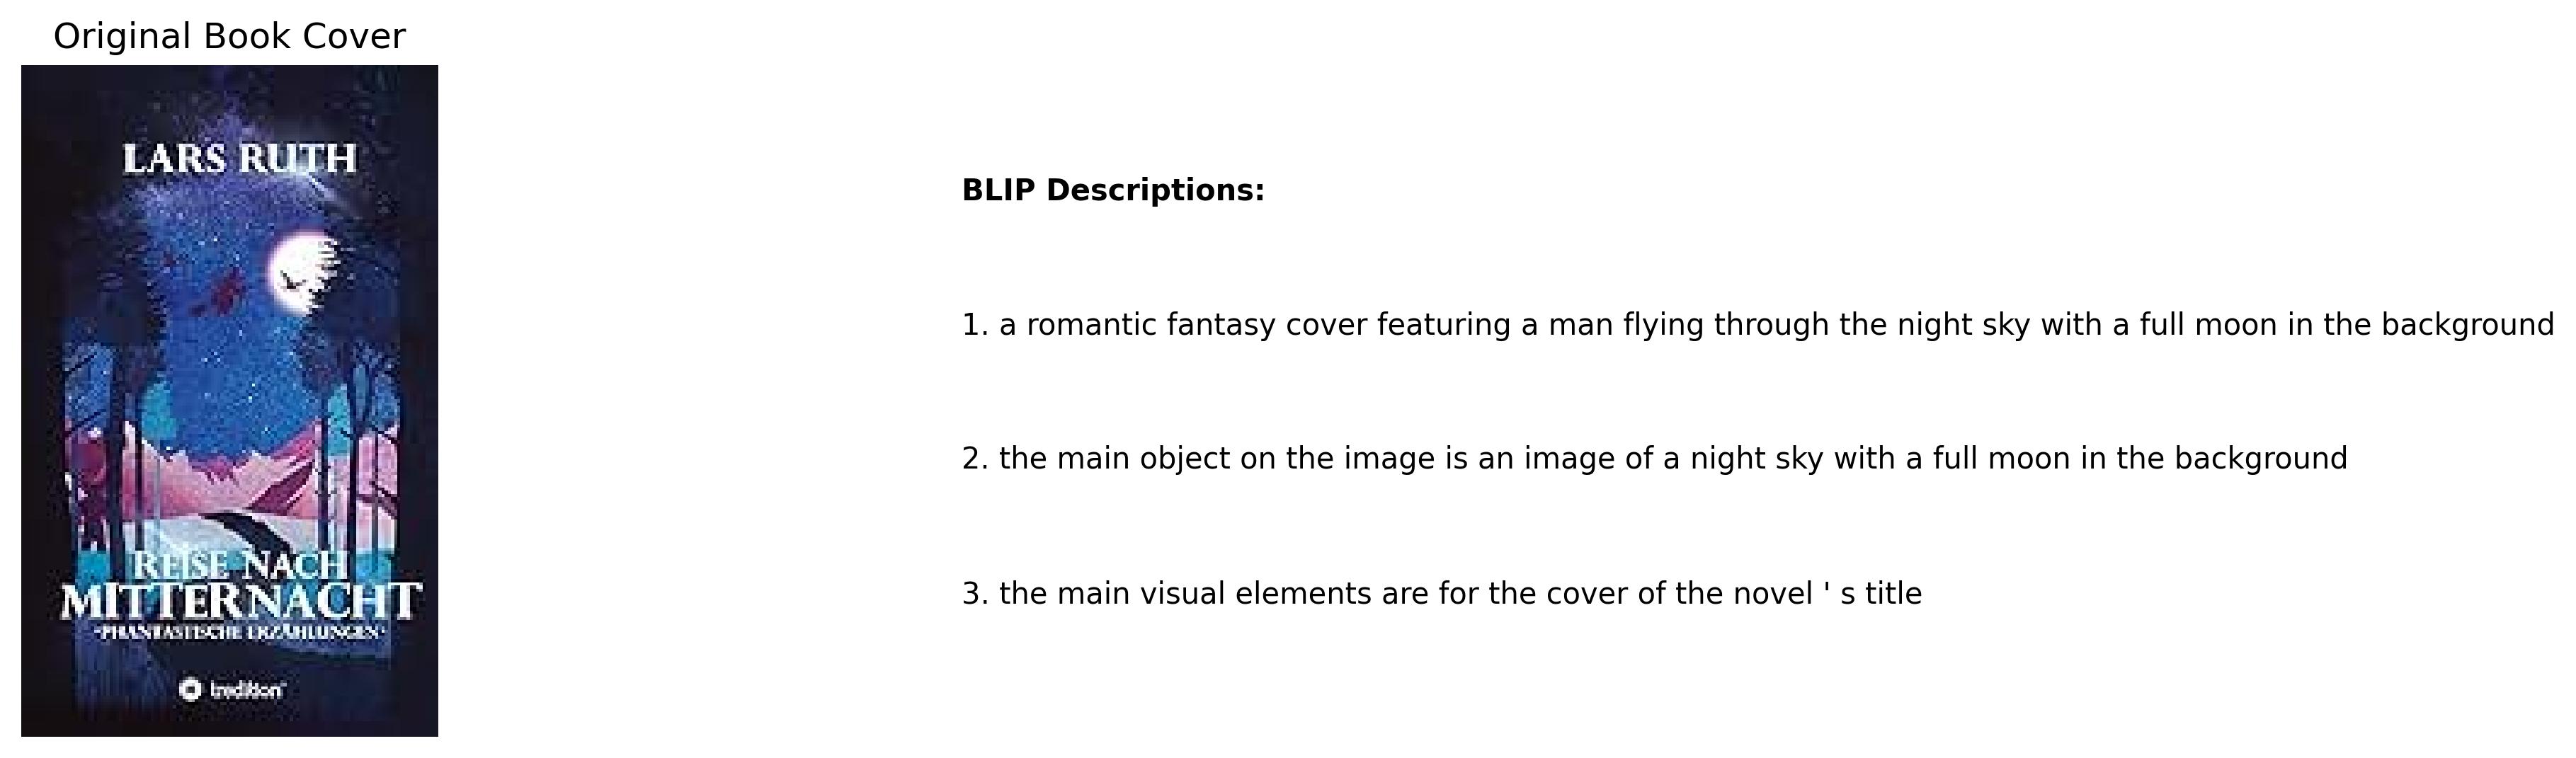 Original Book Cover
LARS RUTH
REISE NACH
MITTERNACHT
·PHANTASTISCHE ERZÄHLUNGEN·
tredition®
BLIP Descriptions:
1. a romantic fantasy cover featuring a man flying through the night sky with a full moon in the background
2. the main object on the image is an image of a night sky with a full moon in the background
3. the main visual elements are for the cover of the novel ' s title